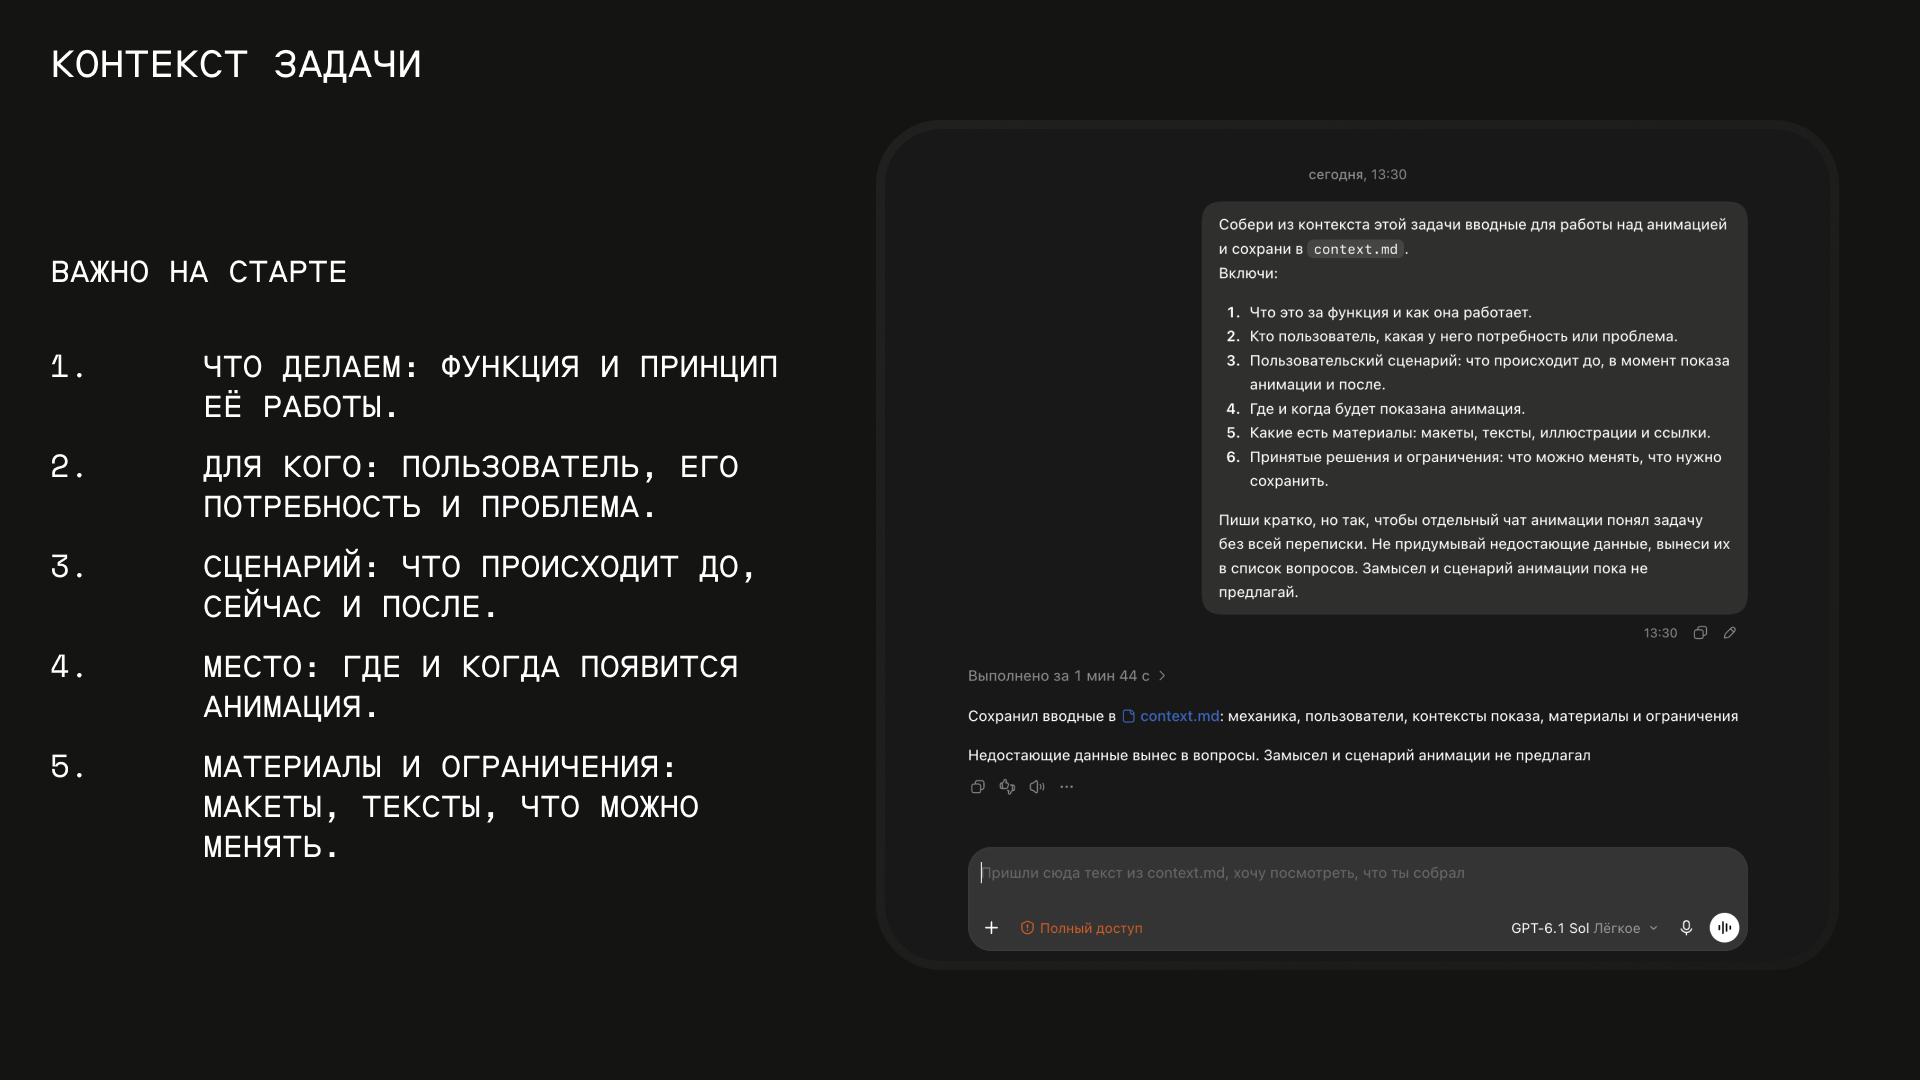 КОНТЕКСТ ЗАДАЧИ
ВАЖНО НА СТАРТЕ
1. ЧТО ДЕЛАЕМ: ФУНКЦИЯ И ПРИНЦИП
ЕЁ РАБОТЫ.
2. ДЛЯ КОГО: ПОЛЬЗОВАТЕЛЬ, ЕГО
ПОТРЕБНОСТЬ И ПРОБЛЕМА.
3. СЦЕНАРИЙ: ЧТО ПРОИСХОДИТ ДО,
СЕЙЧАС И ПОСЛЕ.
4. МЕСТО: ГДЕ И КОГДА ПОЯВИТСЯ
АНИМАЦИЯ.
5. МАТЕРИАЛЫ И ОГРАНИЧЕНИЯ:
МАКЕТЫ, ТЕКСТЫ, ЧТО МОЖНО
МЕНЯТЬ.
сегодня, 13:30
Собери из контекста этой задачи вводные для работы над анимацией
и сохрани в context.md.
Включи:
1. Что это за функция и как она работает.
2. Кто пользователь, какая у него потребность или проблема.
3. Пользовательский сценарий: что происходит до, в момент показа
анимации и после.
4. Где и когда будет показана анимация.
5. Какие есть материалы: макеты, тексты, иллюстрации и ссылки.
6. Принятые решения и ограничения: что можно менять, что нужно
сохранить.
Пиши кратко, но так, чтобы отдельный чат анимации понял задачу
без всей переписки. Не придумывай недостающие данные, вынеси их
в список вопросов. Замысел и сценарий анимации пока не
предлагай.
13:30
Выполнено за 1 мин 44 с
Сохранил вводные в context.md: механика, пользователи, контексты показа, материалы и ограничения
Недостающие данные вынес в вопросы. Замысел и сценарий анимации не предлагал
Пришли сюда текст из context.md, хочу посмотреть, что ты собрал
Полный доступ
GPT-6.1 Sol Лёгкое